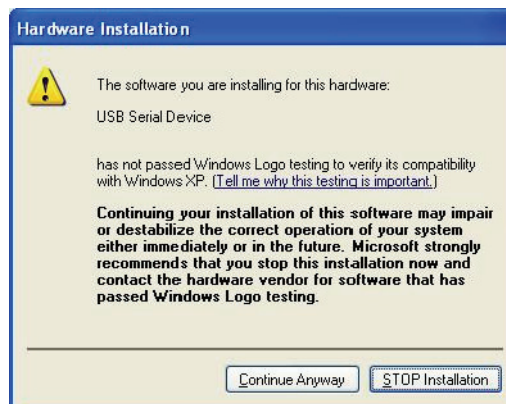 Hardware Installation
The software you are installing for this hardware:
USB Serial Device
has not passed Windows Logo testing to verify its compatibility
with Windows XP. (Tell me why this testing is important.)
Continuing your installation of this software may impair
or destabilize the correct operation of your system
either immediately or in the future. Microsoft strongly
recommends that you stop this installation now and
contact the hardware vendor for software that has
passed Windows Logo testing.
Continue Anyway
STOP Installation